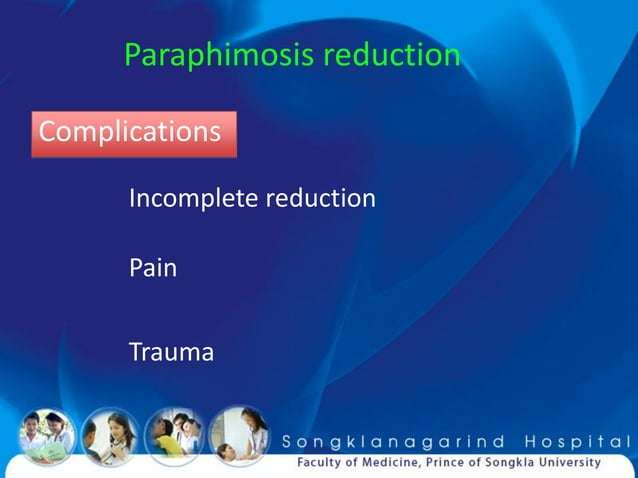 Paraphimosis reduction
Complications
Incomplete reduction
Pain
Trauma
Songklanagarind Hospital
Faculty of Medicine, Prince of Songkla University